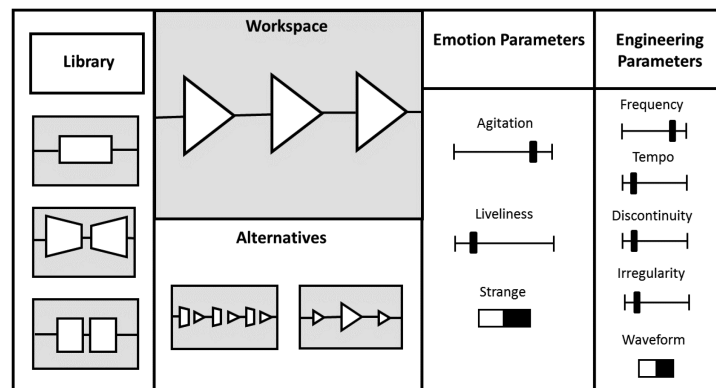 Library
Workspace
Alternatives
Emotion Parameters
Agitation
Liveliness
Strange
Engineering
Parameters
Frequency
Tempo
Discontinuity
Irregularity
Waveform